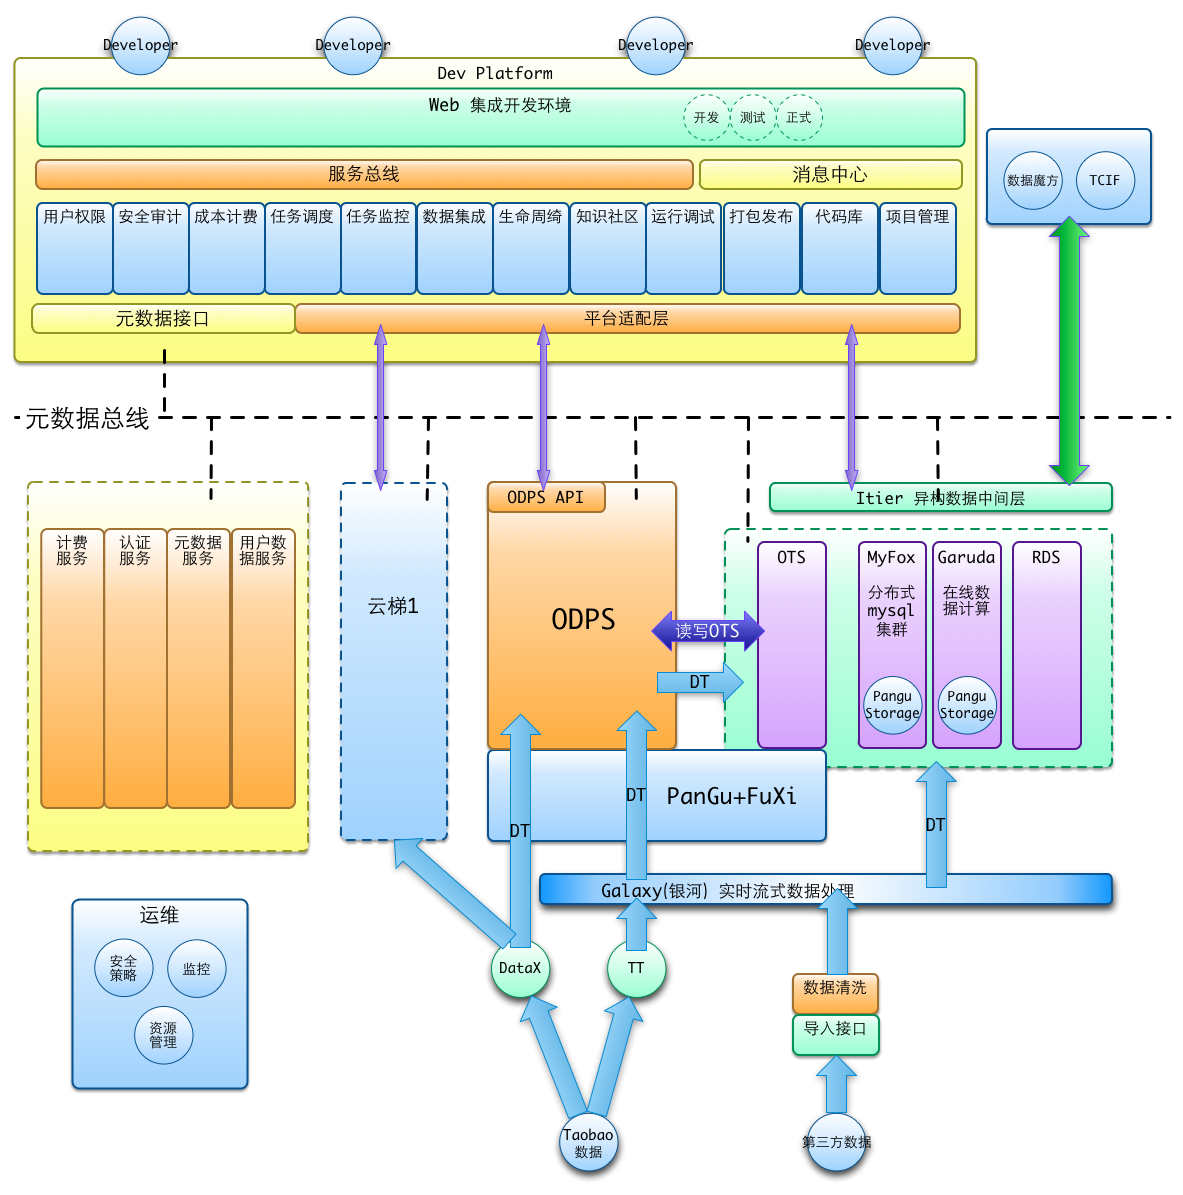 Developer
Developer
Developer
Developer
Dev Platform
Web 集成开发环境
开发
测试
正式
服务总线
消息中心
用户权限
安全审计
成本计费
任务调度
任务监控
数据集成
生命周绮
知识社区
运行调试
打包发布
代码库
项目管理
元数据接口
平台适配层
数据魔方
TCIF
元数据总线
计费
服务
认证
服务
元数据
服务
用户数
据服务
云梯1
ODPS API
ODPS
读写OTS
DT
Itier 异构数据中间层
OTS
MyFox
分布式
mysql
集群
Pangu
Storage
Garuda
在线数
据计算
Pangu
Storage
RDS
PanGu+FuXi
DT
DT
DT
Galaxy(银河) 实时流式数据处理
运维
安全
策略
监控
资源
管理
DataX
TT
数据清洗
导入接口
Taobao
数据
第三方数据